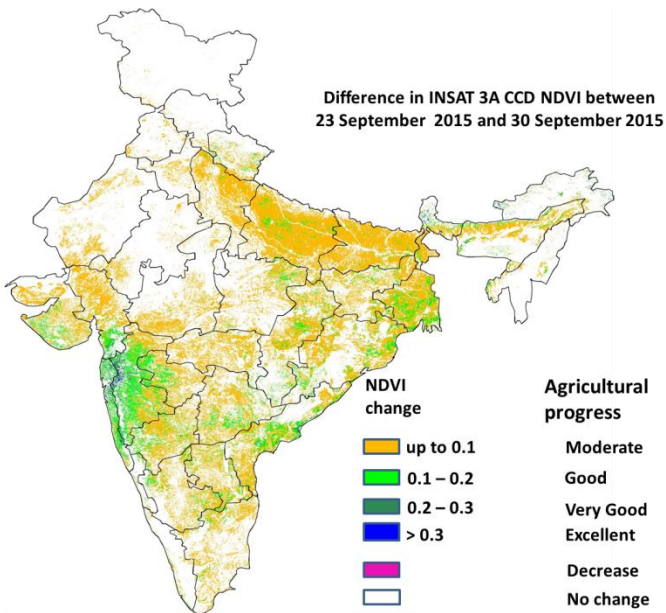 Difference in INSAT 3A CCD NDVI between
23 September 2015 and 30 September 2015
NDVI change
Agricultural progress
up to 0.1 Moderate
0.1 – 0.2 Good
0.2 – 0.3 Very Good
> 0.3 Excellent
Decrease
No change